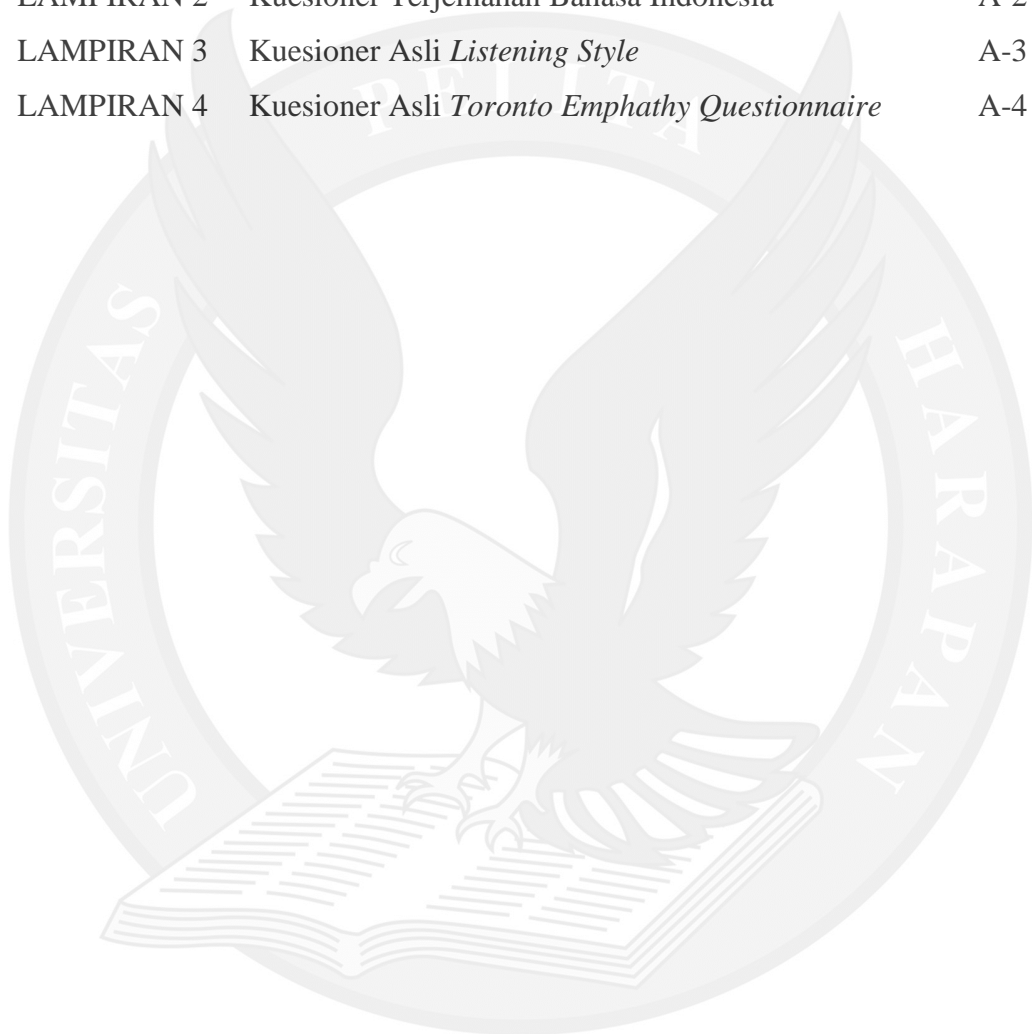 LAMPIRAN 2 Kuesioner Terjemahan Bahasa Indonesia A-2
LAMPIRAN 3 Kuesioner Asli Listening Style A-3
LAMPIRAN 4 Kuesioner Asli Toronto Emphathy Questionnaire A-4
UNIVERSITAS PELITA HARAPAN